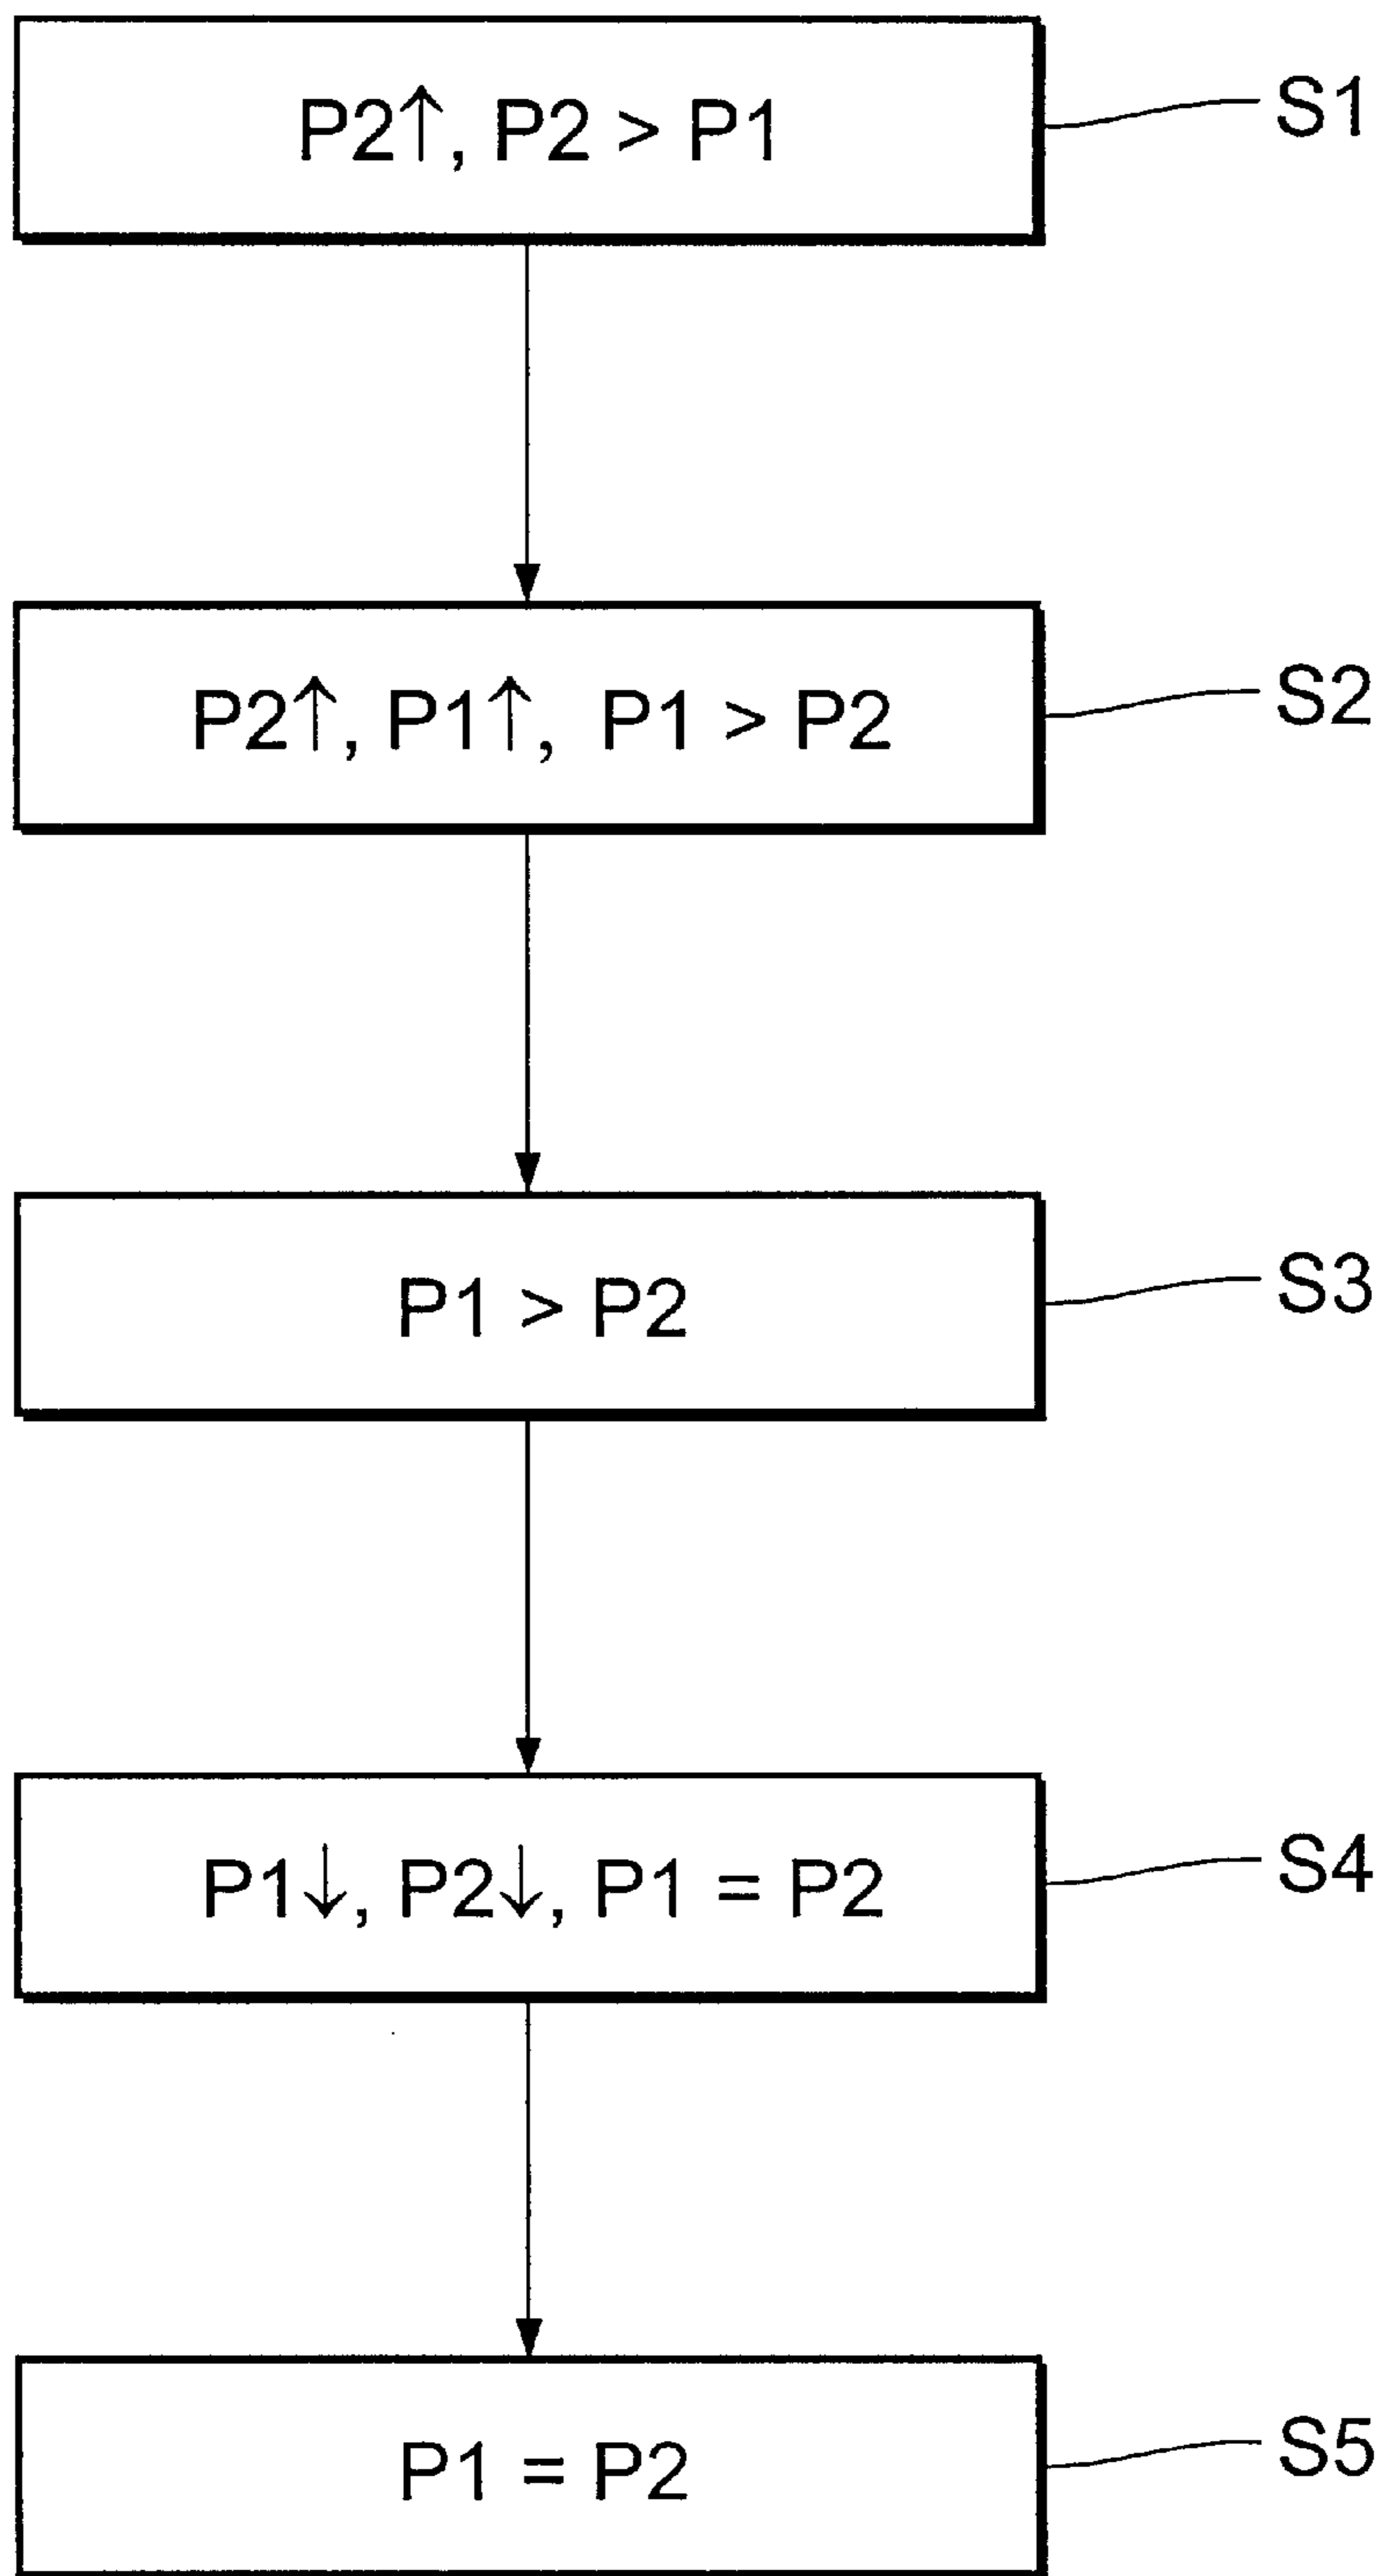 P2↑, P2 > P1
S1
P2↑, P1↑, P1 > P2
S2
P1 > P2
S3
P1↓, P2↓, P1 = P2
S4
P1 = P2
S5